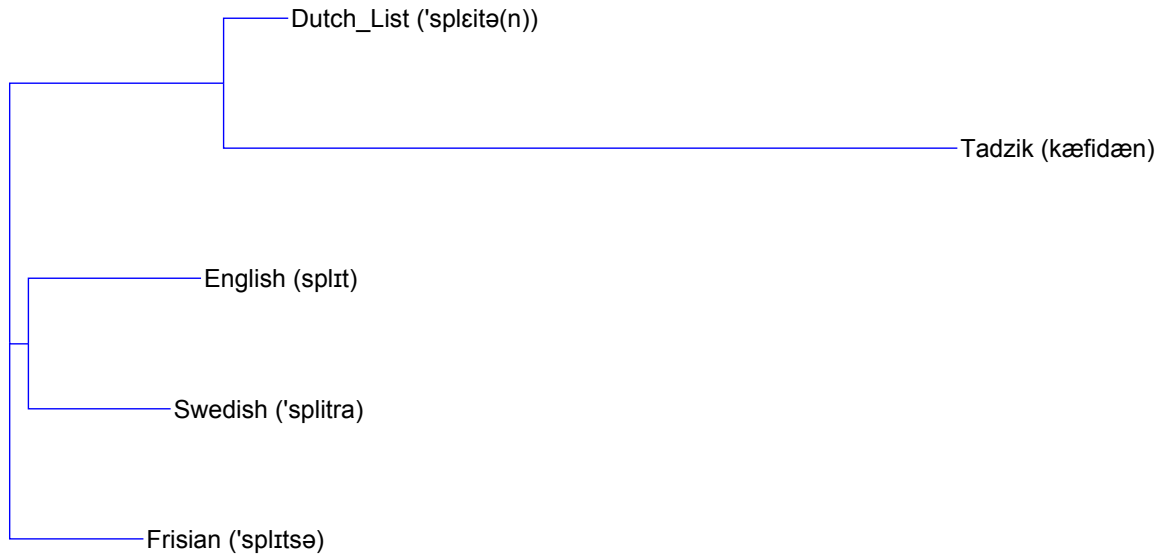 Dutch_List ('splɛitə(n))
Tadzik (kæfidæn)
English (splɪt)
Swedish ('splitra)
Frisian ('splɪtsə)